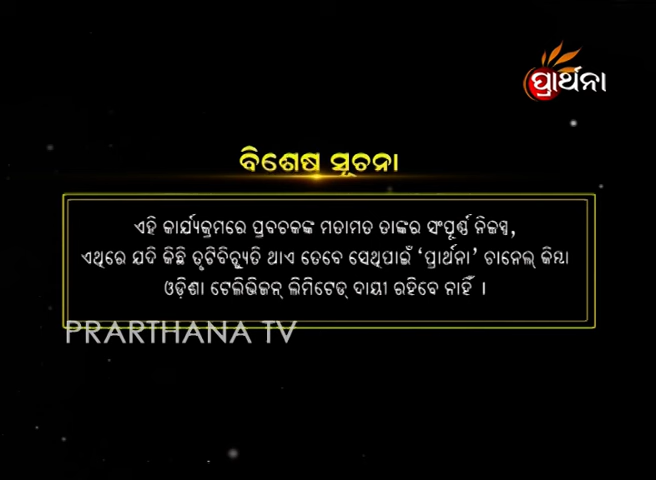 ପ୍ରାର୍ଥନା
ବିଶେଷ ସୂଚନା
ଏହି କାର୍ଯ୍ୟକ୍ରମରେ ପ୍ରବଚକଙ୍କ ମତାମତ ତାଙ୍କର ସଂପୂର୍ଣ୍ଣ ନିଜସ୍ୱ,
ଏଥିରେ ଯଦି କିଛି ତୃଟିବିଚ୍ୟୁତି ଥାଏ ତେବେ ସେଥିପାଇଁ ‘ପ୍ରାର୍ଥନା’ ଚାନେଲ୍ କିମ୍ବା
ଓଡ଼ିଶା ଟେଲିଭିଜନ୍ ଲିମିଟେଡ୍ ଦାୟୀ ରହିବେ ନାହିଁ ।
PRARTHANA TV